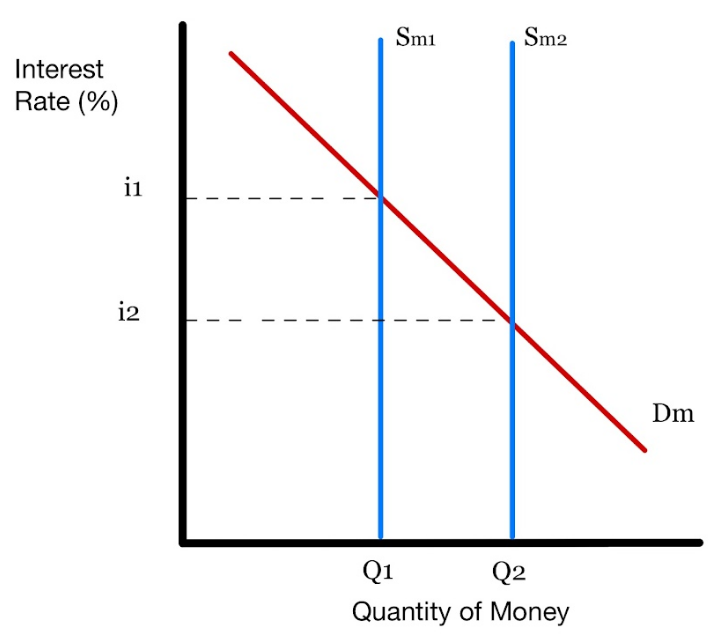 Sm1
Sm2
Interest
Rate (%)
i1
i2
Dm
Q1
Q2
Quantity of Money